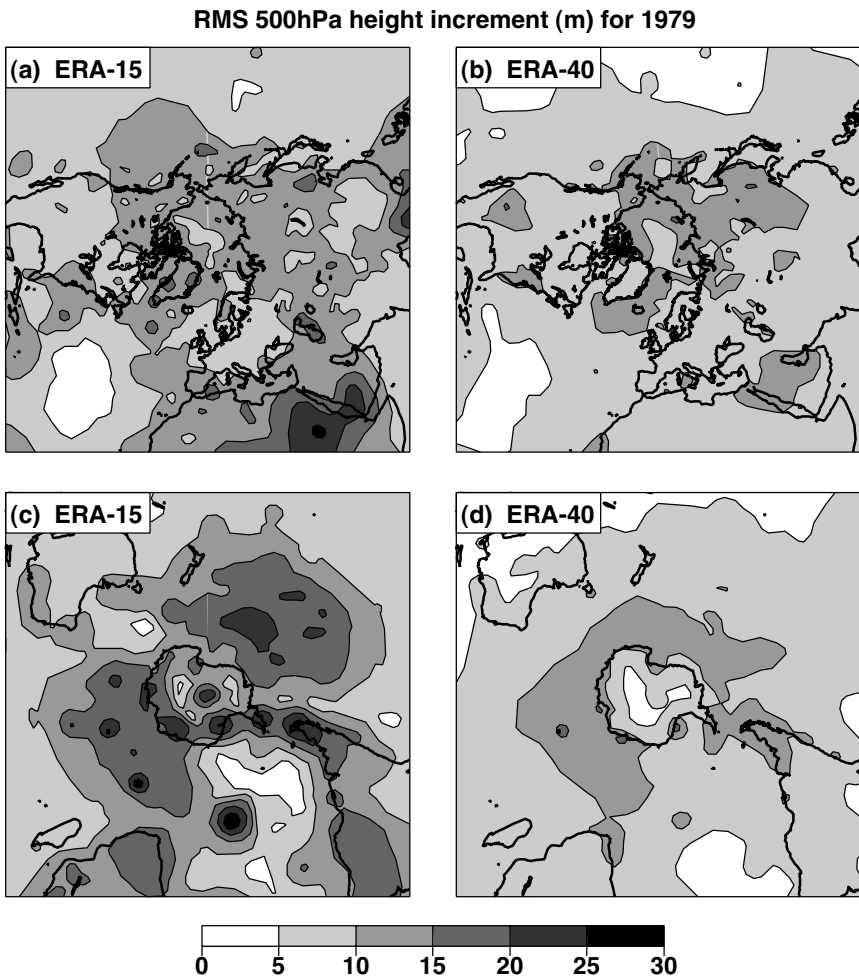 RMS 500hPa height increment (m) for 1979
(a) ERA-15
(b) ERA-40
(c) ERA-15
(d) ERA-40
0 5 10 15 20 25 30